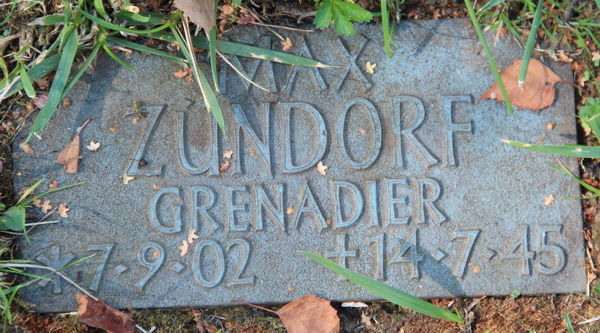 MAX
ZÜNDORF
GRENADIER
* 7·9·02 + 14·7·45